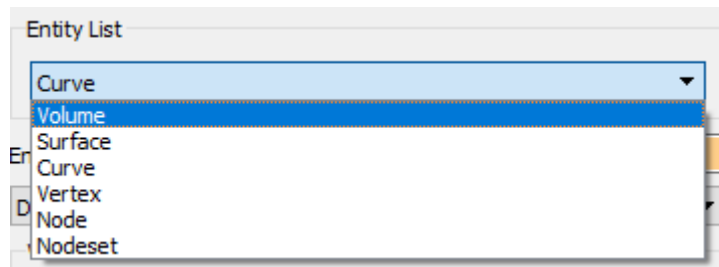 Entity List
Curve
Volume
Surface
Curve
Vertex
Node
Nodeset